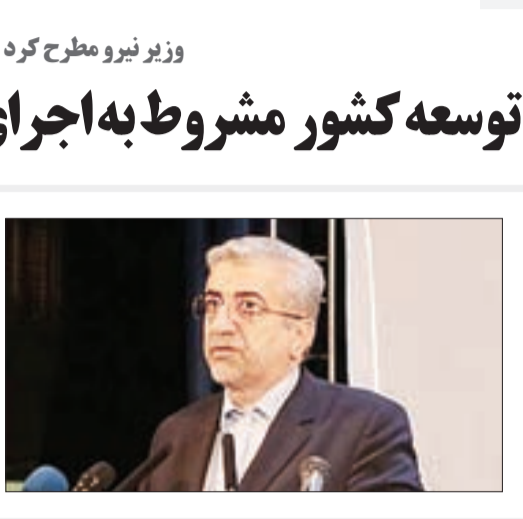 وزیر نیرو مطرح کرد
توسعه کشور مشروط به اجرای